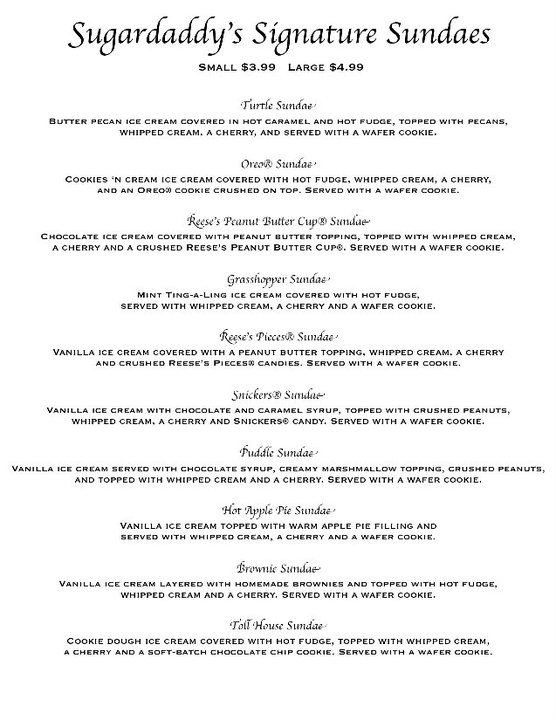 Sugardaddy's Signature Sundaes
Small $3.99 Large $4.99
Turtle Sundae
Butter pecan ice cream covered in hot caramel and hot fudge, topped with pecans,
whipped cream, a cherry, and served with a wafer cookie.
Oreo® Sundae
Cookies 'n cream ice cream covered with hot fudge, whipped cream, a cherry,
and an Oreo® cookie crushed on top. Served with a wafer cookie.
Reese's Peanut Butter Cup® Sundae
Chocolate ice cream covered with peanut butter topping, topped with whipped cream,
a cherry and a crushed Reese's Peanut Butter Cup®. Served with a wafer cookie.
Grasshopper Sundae
Mint Ting-a-Ling ice cream covered with hot fudge,
served with whipped cream, a cherry and a wafer cookie.
Reese's Pieces® Sundae
Vanilla ice cream covered with a peanut butter topping, whipped cream, a cherry
and crushed Reese's Pieces® candies. Served with a wafer cookie.
Snickers® Sundae
Vanilla ice cream with chocolate and caramel syrup, topped with crushed peanuts,
whipped cream, a cherry and Snickers® candy. Served with a wafer cookie.
Puddle Sundae
Vanilla ice cream served with chocolate syrup, creamy marshmallow topping, crushed peanuts,
and topped with whipped cream and a cherry. Served with a wafer cookie.
Hot Apple Pie Sundae
Vanilla ice cream topped with warm apple pie filling and
served with whipped cream, a cherry and a wafer cookie.
Brownie Sundae
Vanilla ice cream layered with homemade brownies and topped with hot fudge,
whipped cream and a cherry. Served with a wafer cookie.
Toll House Sundae
Cookie dough ice cream covered with hot fudge, topped with whipped cream,
a cherry and a soft-batch chocolate chip cookie. Served with a wafer cookie.